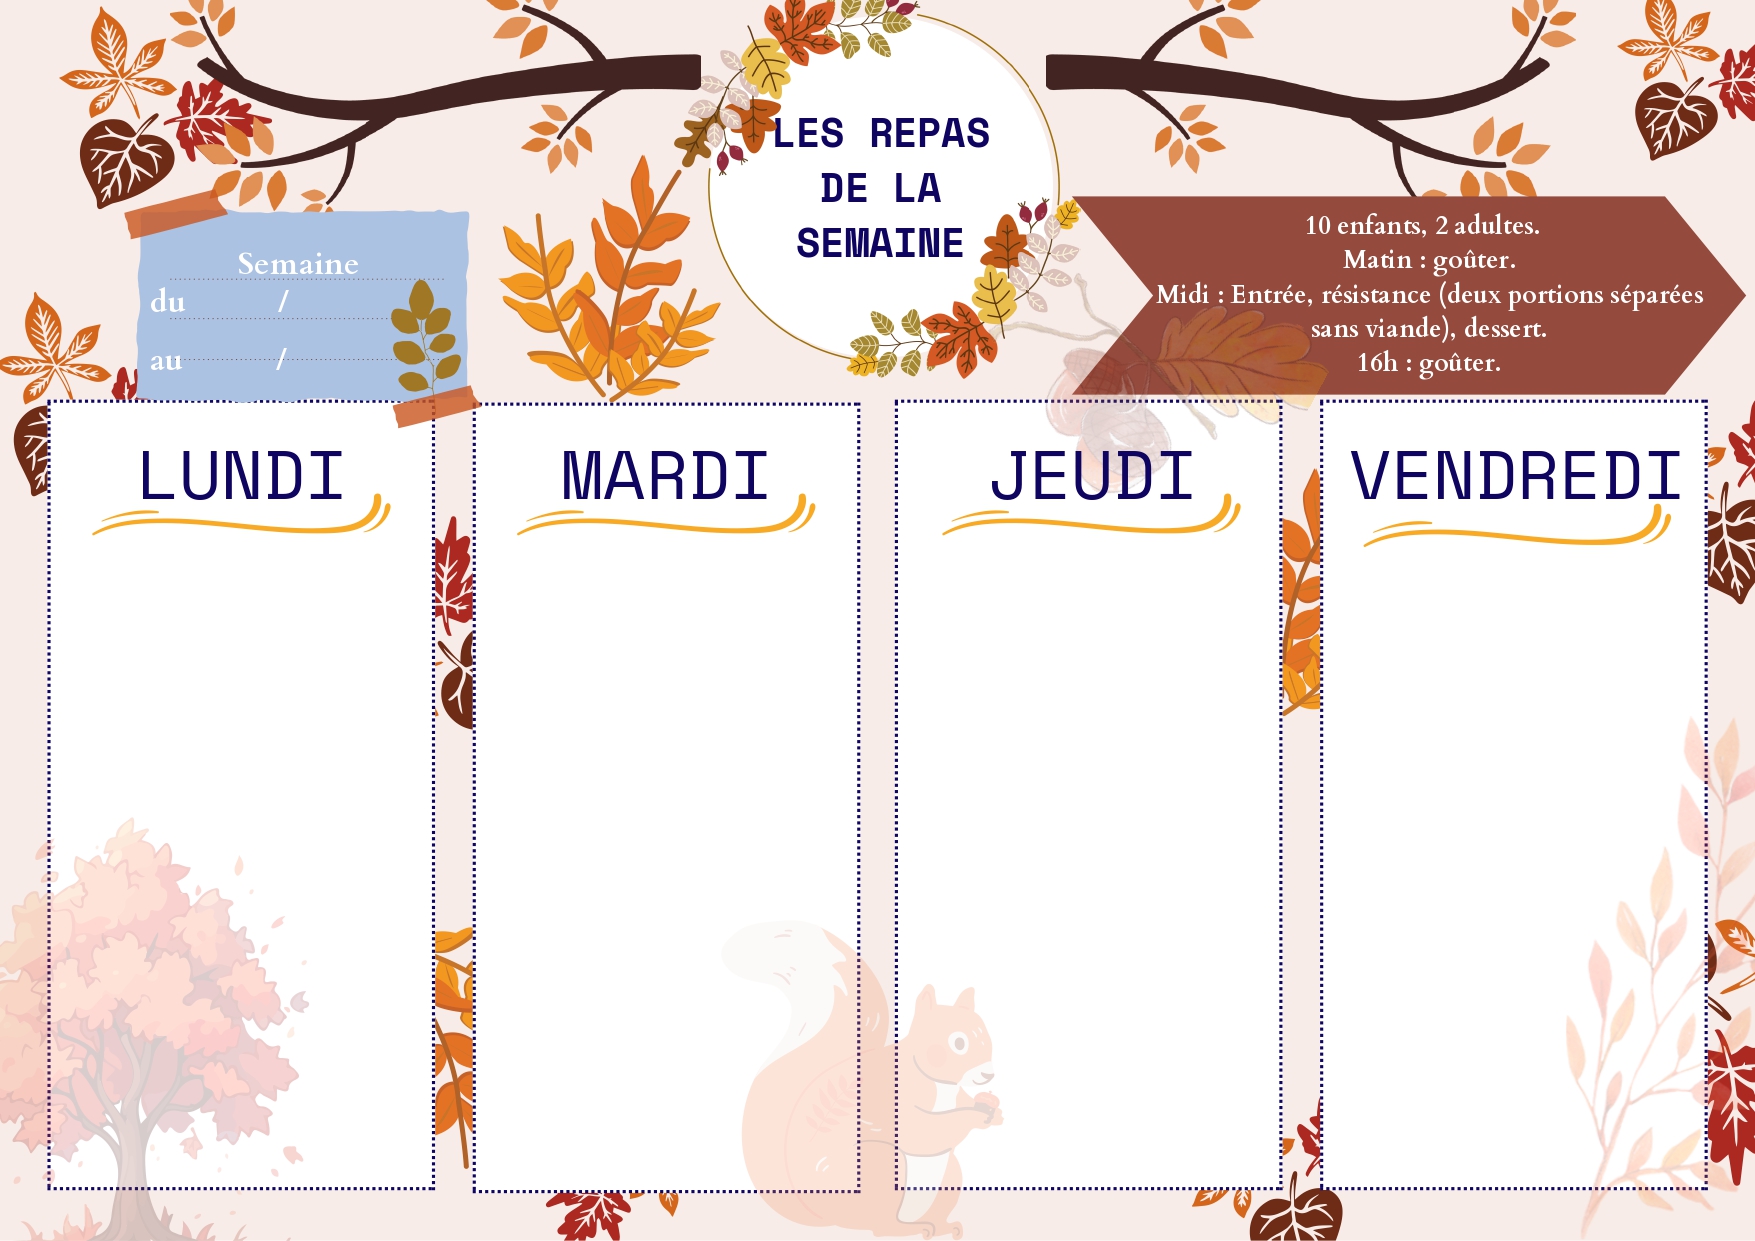 LES REPAS
DE LA
SEMAINE
Semaine
du /
au /
10 enfants, 2 adultes.
Matin : goûter.
Midi : Entrée, résistance (deux portions séparées
sans viande), dessert.
16h : goûter.
LUNDI
MARDI
JEUDI
VENDREDI